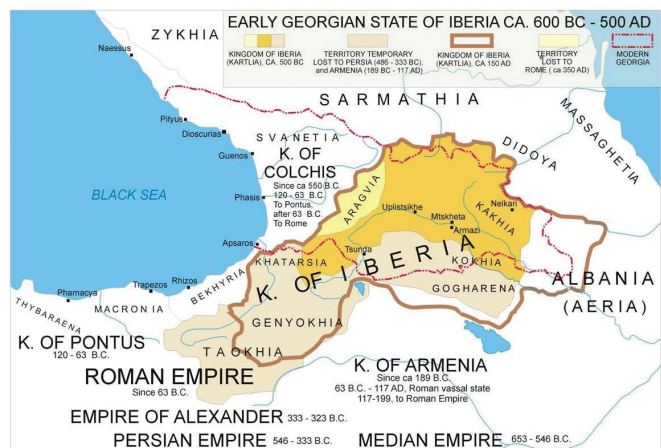 EARLY GEORGIAN STATE OF IBERIA CA. 600 BC - 500 AD
KINGDOM OF IBERIA
(KARTLIA), CA. 500 BC
TERRITORY TEMPORARY
LOST TO PERSIA (486 - 333 BC),
and ARMENIA (189 BC - 117 AD)
KINGDOM OF IBERIA
(KARTLIA), CA. 150 AD
TERRITORY
LOST TO
ROME ( ca 350 AD)
MODERN
GEORGIA
ZYKHIA
Naessus
SARMATHIA
MASSAGHETIA
Pityus
Dioscurias
SVANETIA
DIDOYA
Guenos
K. OF
COLCHIS
Since ca 550 B.C.
120 - 63 B.C.
To Pontus,
after 63 B.C.
To Rome
BLACK SEA
Phasis
ARAGVIA
Uplistsikhe
Nelkari
Mtskheta
Armazi
KAKHIA
Apsaros
Tsunda
KHATARSIA
K. OF IBERIA
KOKHIA
ALBANIA
(AERIA)
Pharnacya
Trapezos
Rhizos
BEKHYRIA
GOGHARENA
THYBARAENA
MACRONIA
GENYOKHIA
K. OF PONTUS
120 - 63 B.C.
TAOKHIA
ROMAN EMPIRE
Since 63 B.C.
K. OF ARMENIA
Since ca 189 B.C.
63 B.C. - 117 AD, Roman vassal state
117-199, to Roman Empire
EMPIRE OF ALEXANDER 333 - 323 B.C.
PERSIAN EMPIRE 546 - 333 B.C.
MEDIAN EMPIRE 653 - 546 B.C.